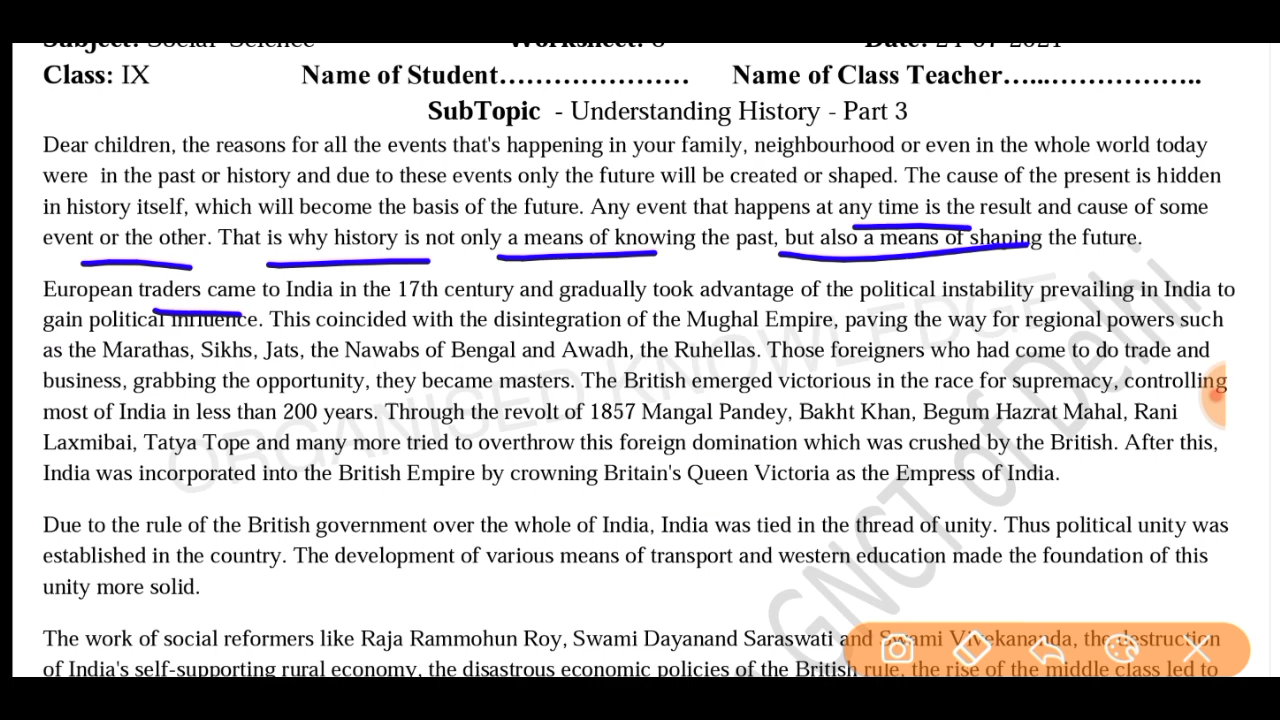 Subject: Social Science Worksheet: 6 Date: 24-07-2021
Class: IX Name of Student………………… Name of Class Teacher…...……………..
SubTopic - Understanding History - Part 3
Dear children, the reasons for all the events that's happening in your family, neighbourhood or even in the whole world today
were in the past or history and due to these events only the future will be created or shaped. The cause of the present is hidden
in history itself, which will become the basis of the future. Any event that happens at any time is the result and cause of some
event or the other. That is why history is not only a means of knowing the past, but also a means of shaping the future.
European traders came to India in the 17th century and gradually took advantage of the political instability prevailing in India to
gain political influence. This coincided with the disintegration of the Mughal Empire, paving the way for regional powers such
as the Marathas, Sikhs, Jats, the Nawabs of Bengal and Awadh, the Ruhellas. Those foreigners who had come to do trade and
business, grabbing the opportunity, they became masters. The British emerged victorious in the race for supremacy, controlling
most of India in less than 200 years. Through the revolt of 1857 Mangal Pandey, Bakht Khan, Begum Hazrat Mahal, Rani
Laxmibai, Tatya Tope and many more tried to overthrow this foreign domination which was crushed by the British. After this,
India was incorporated into the British Empire by crowning Britain's Queen Victoria as the Empress of India.
Due to the rule of the British government over the whole of India, India was tied in the thread of unity. Thus political unity was
established in the country. The development of various means of transport and western education made the foundation of this
unity more solid.
The work of social reformers like Raja Rammohun Roy, Swami Dayanand Saraswati and Swami Vivekananda, the destruction
of India's self-supporting rural economy, the disastrous economic policies of the British rule, the rise of the middle class led to
ORGANISED KNOWLEDGE
GNCT of Delhi